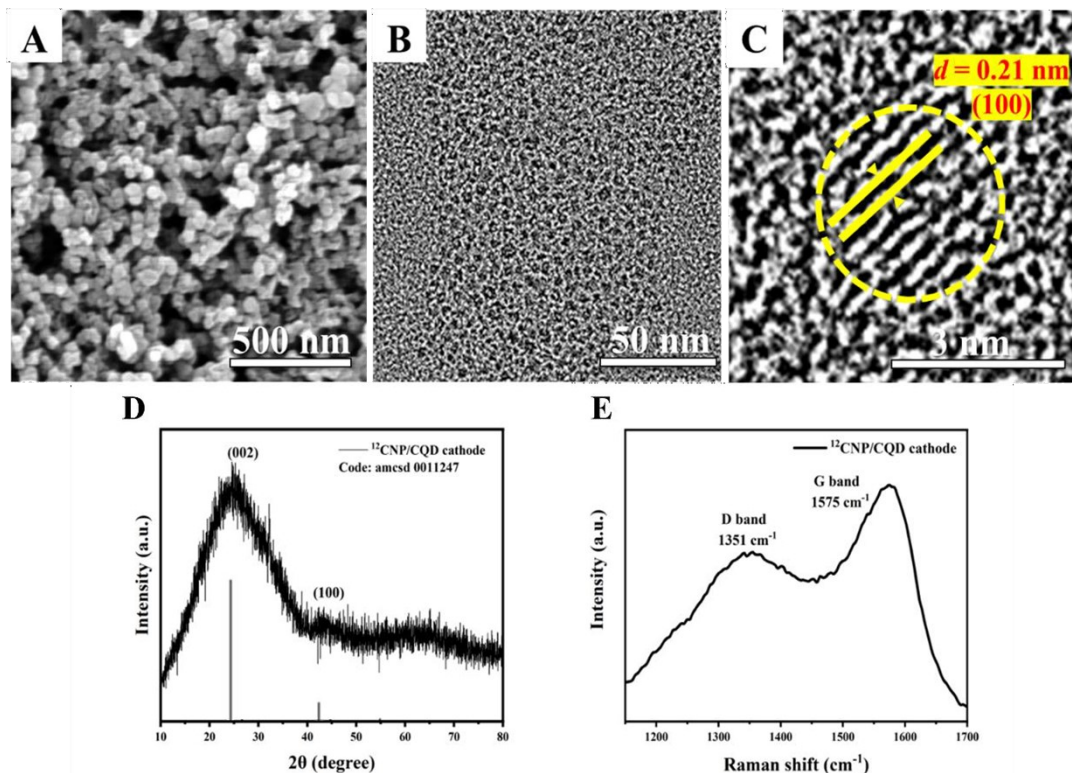 A
500 nm
B
50 nm
C
d = 0.21 nm
(100)
3 nm
D
(002)
¹²CNP/CQD cathode
Code: amcsd 0011247
(100)
Intensity (a.u.)
10 20 30 40 50 60 70 80
2θ (degree)
E
¹²CNP/CQD cathode
G band
1575 cm⁻¹
D band
1351 cm⁻¹
Intensity (a.u.)
1200 1300 1400 1500 1600 1700
Raman shift (cm⁻¹)